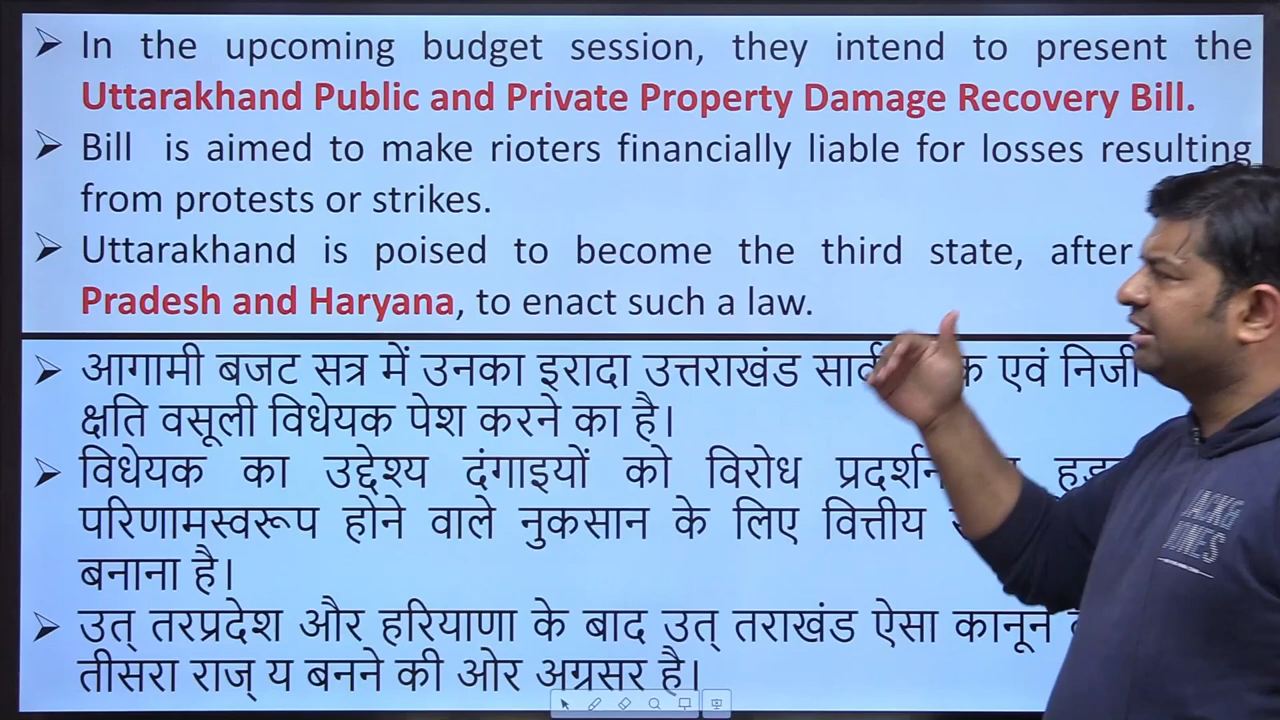 ➢ In the upcoming budget session, they intend to present the
Uttarakhand Public and Private Property Damage Recovery Bill.
➢ Bill is aimed to make rioters financially liable for losses resulting
from protests or strikes.
➢ Uttarakhand is poised to become the third state, after
Pradesh and Haryana, to enact such a law.
➢ आगामी बजट सत्र में उनका इरादा उत्तराखंड एवं निजी
क्षति वसूली विधेयक पेश करने का है।
➢ विधेयक का उद्देश्य दंगाइयों को विरोध प्रदर्शन
परिणामस्वरूप होने वाले नुकसान के लिए वित्तीय
बनाना है।
➢ उत् तरप्रदेश और हरियाणा के बाद उत् तराखंड ऐसा कानून
तीसरा राज् य बनने की ओर अग्रसर है।
JACK&
JONES